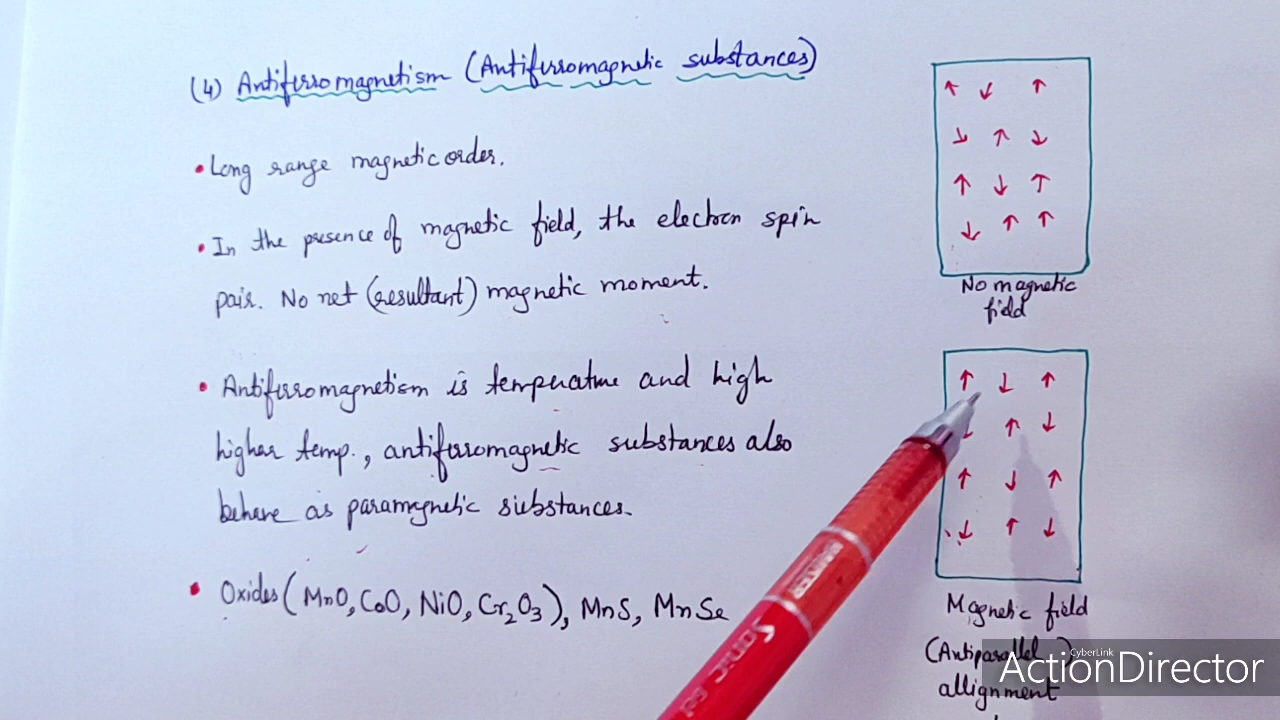 (4) Antiferromagnetism (Antiferromagnetic substances)
• Long range magnetic order.
• In the presence of magnetic field, the electron spin
pair. No net (resultant) magnetic moment.
• Antiferromagnetism is temperature and high
higher temp., antiferromagnetic substances also
behave as paramagnetic substances.
• Oxides (MnO, CoO, NiO, Cr₂O₃), MnS, MnSe
No magnetic
field
Magnetic field
(Antiparallel)
allignment
CyberLink
ActionDirector